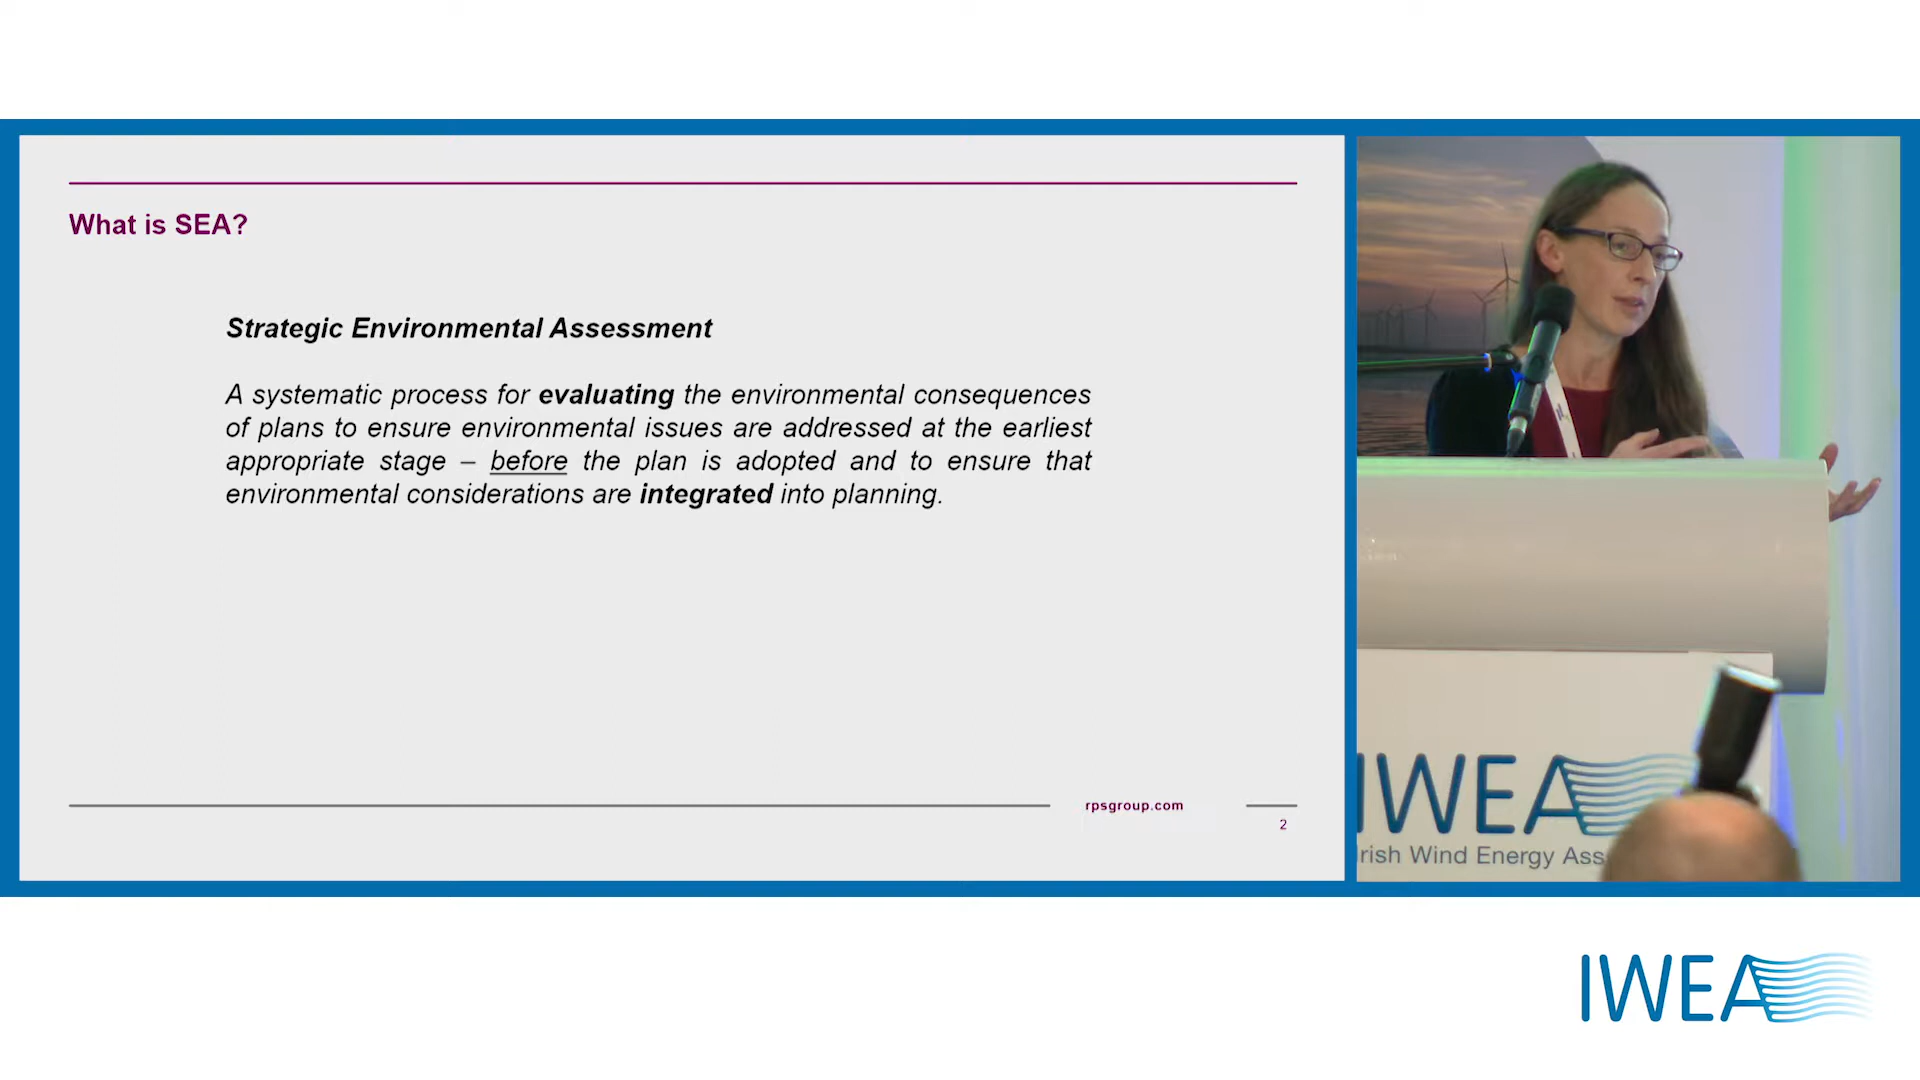 What is SEA?
Strategic Environmental Assessment
A systematic process for evaluating the environmental consequences
of plans to ensure environmental issues are addressed at the earliest
appropriate stage – before the plan is adopted and to ensure that
environmental considerations are integrated into planning.
rpsgroup.com
2
IWEA
rish Wind Energy Ass
IWEA